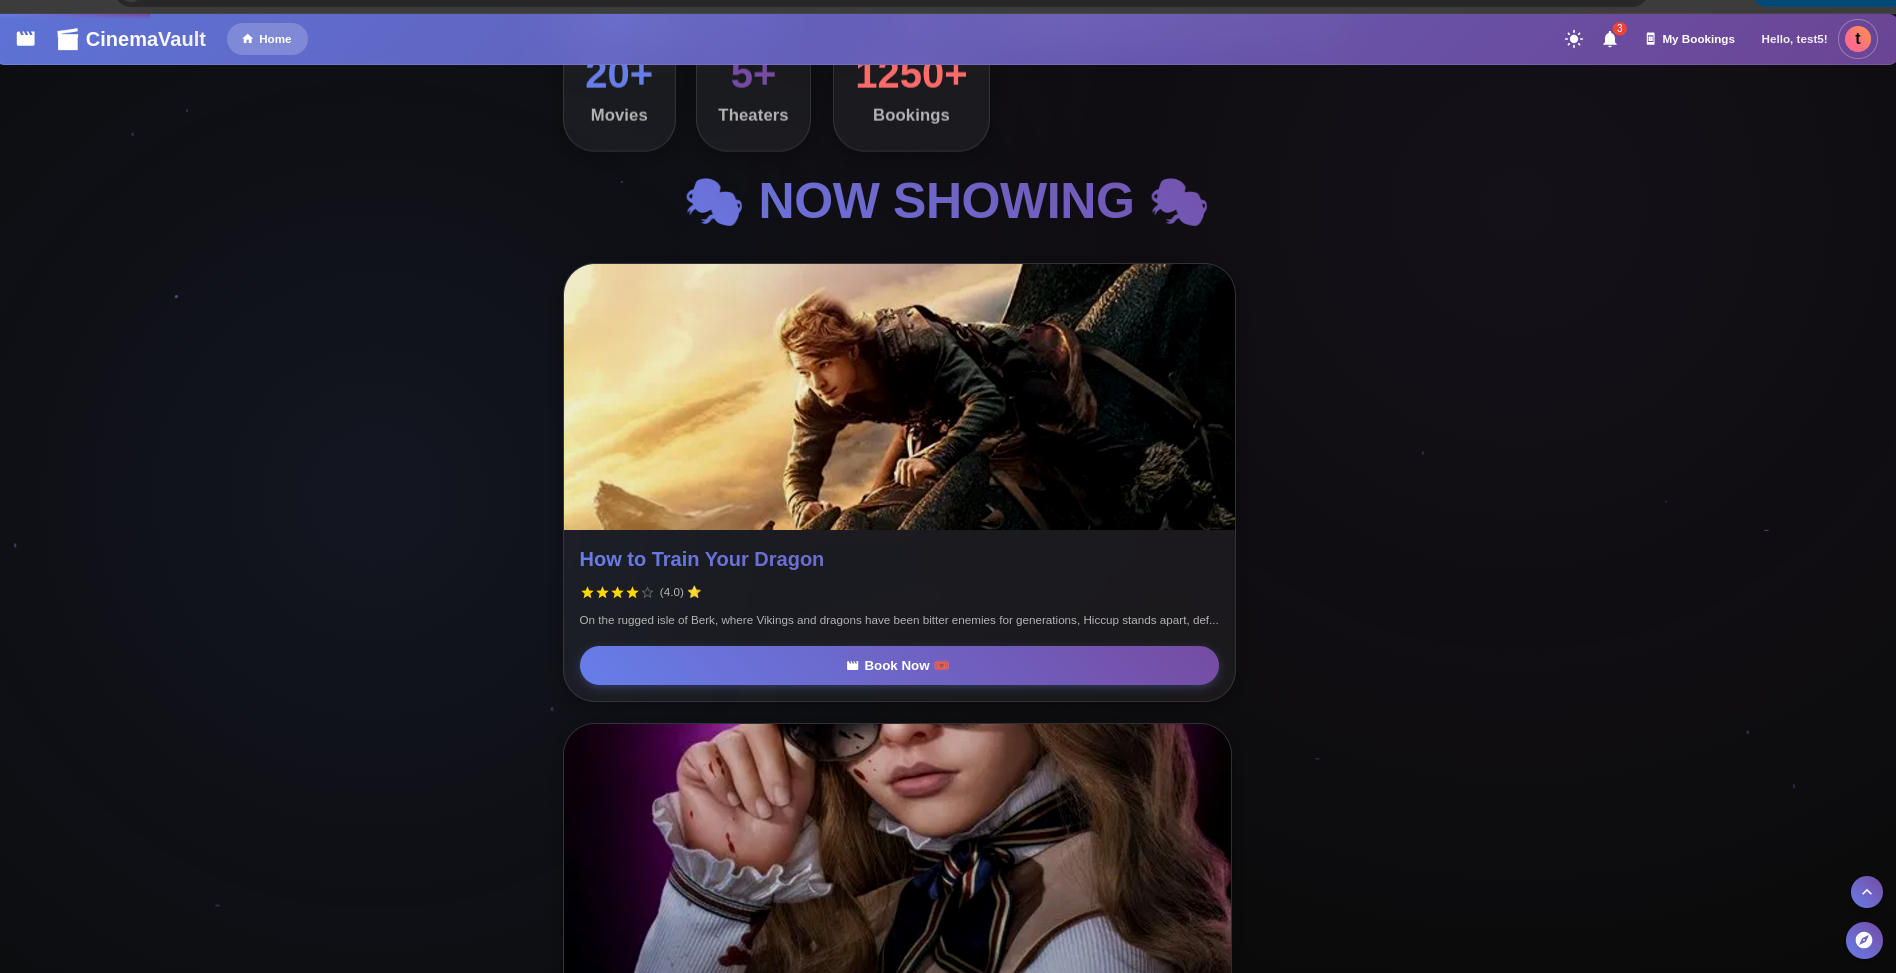 CinemaVault
Home
3
My Bookings
Hello, test5!
t
20+
5+
1250+
Movies
Theaters
Bookings
🎭 NOW SHOWING 🎭
How to Train Your Dragon
(4.0) ⭐
On the rugged isle of Berk, where Vikings and dragons have been bitter enemies for generations, Hiccup stands apart, def...
Book Now 🎟️